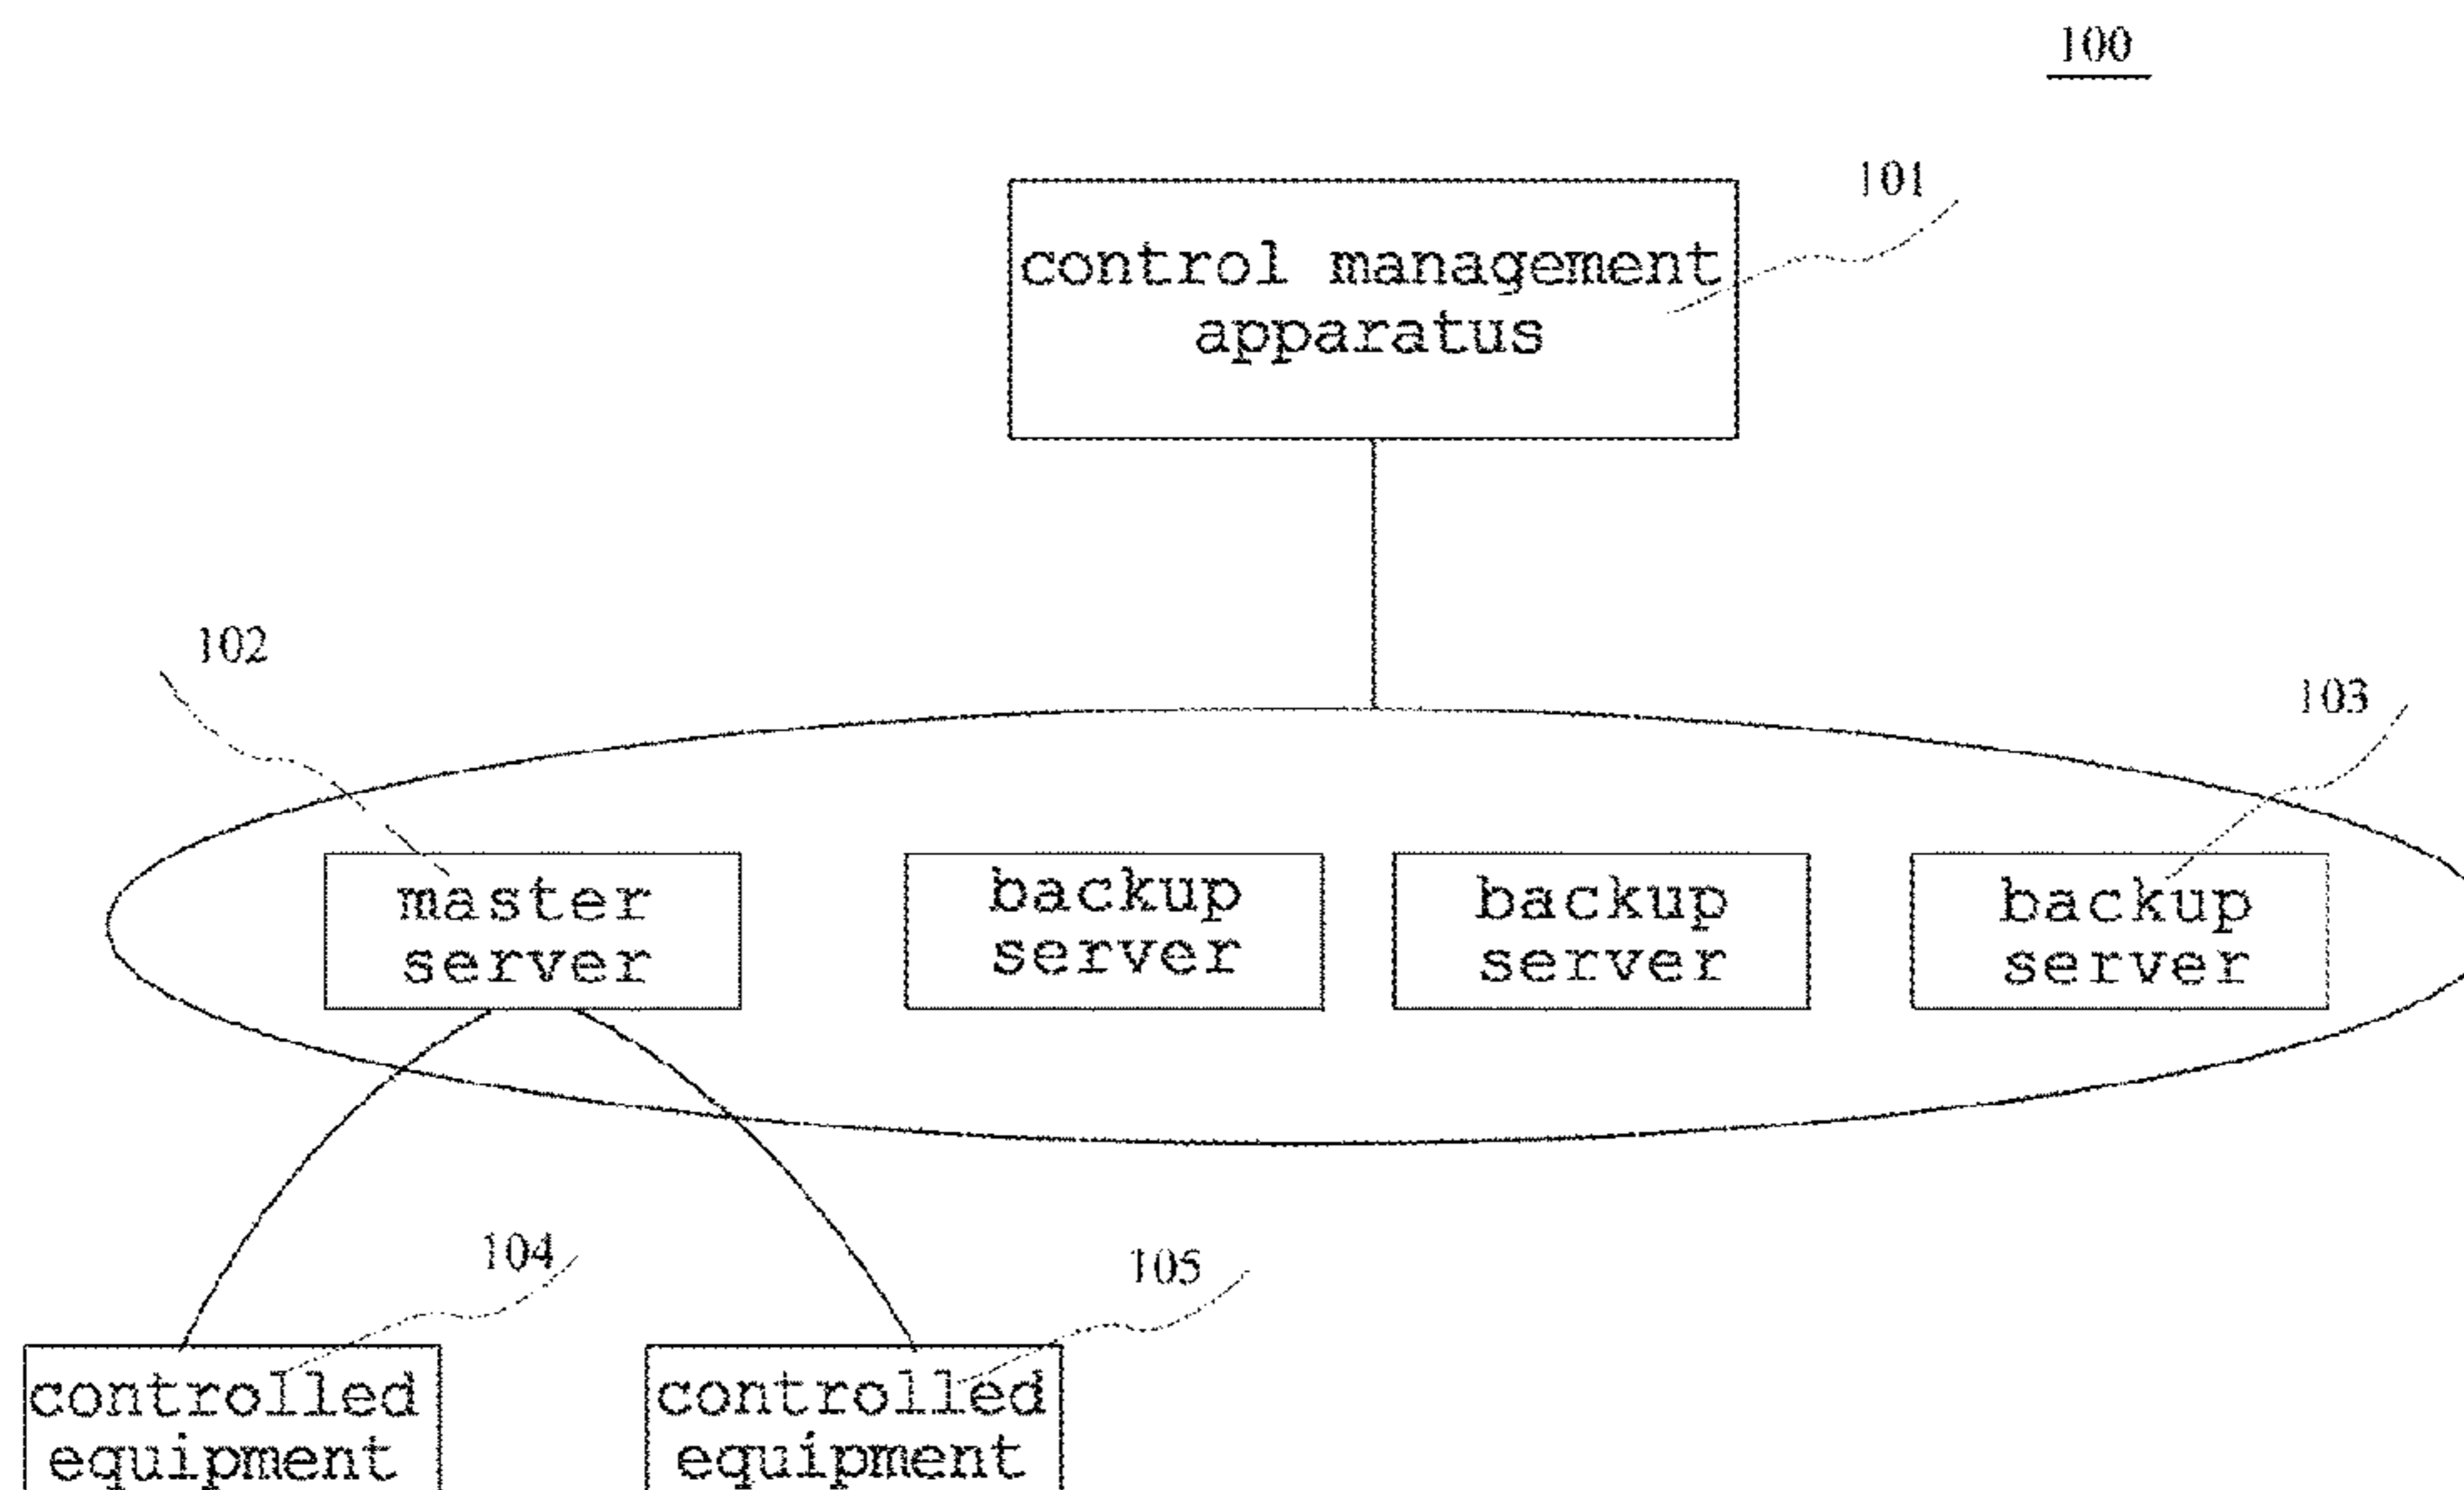 100
101
control management
apparatus
102
103
master
server
backup
server
backup
server
backup
server
104
105
controlled
equipment
controlled
equipment